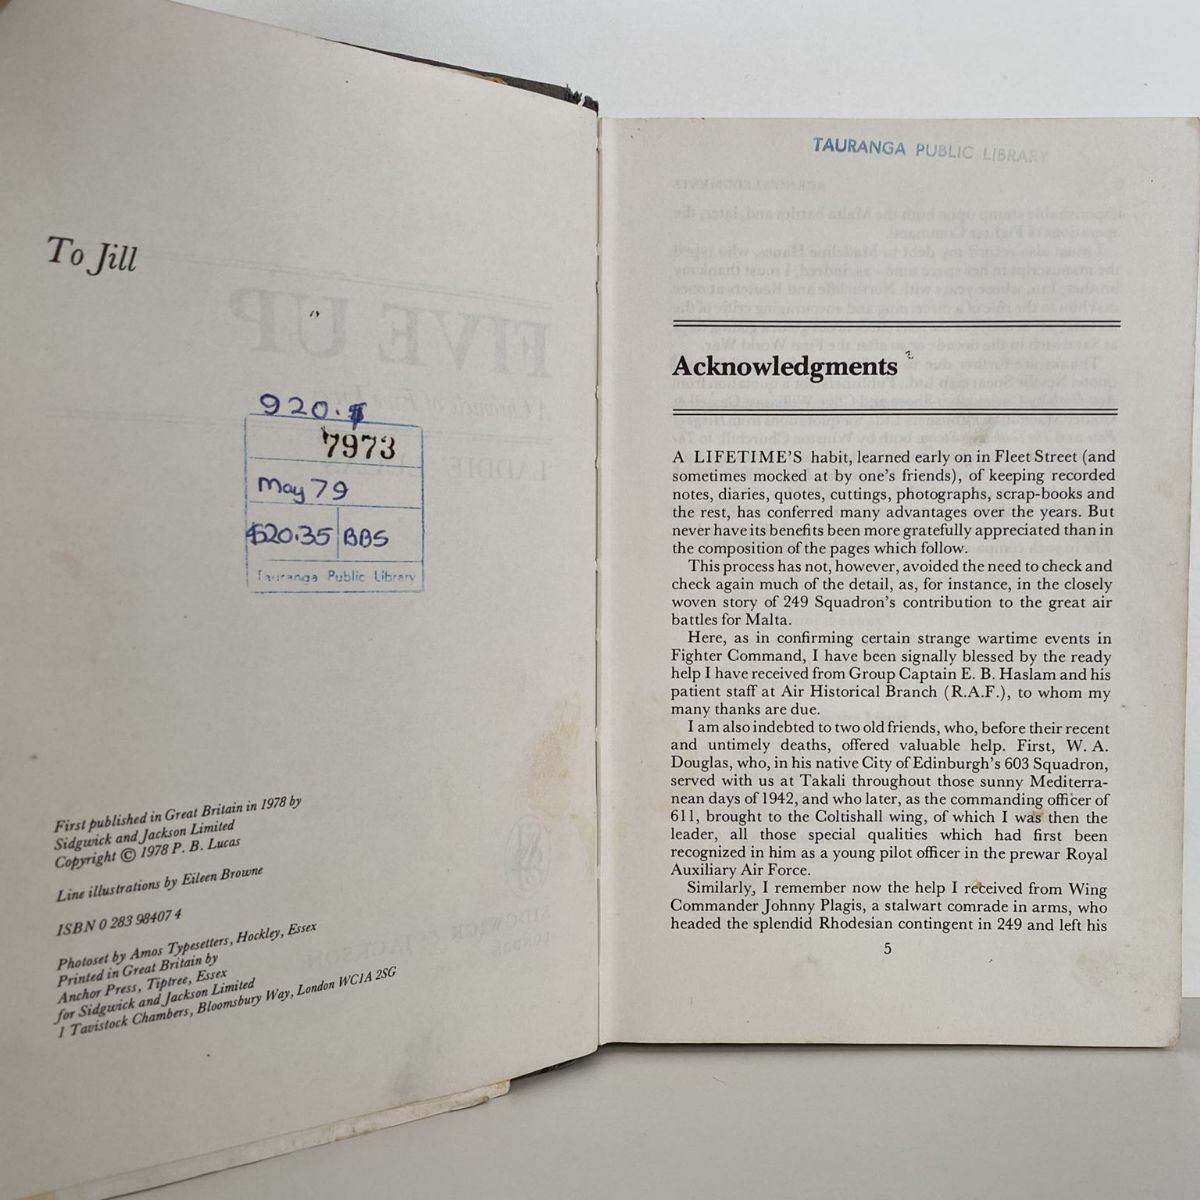 To Jill
920.
7973
May 79
$20.35 BBS
Tauranga Public Library
First published in Great Britain in 1978 by
Sidgwick and Jackson Limited
Copyright © 1978 P. B. Lucas
Line illustrations by Eileen Browne
ISBN 0 283 98407 4
Photoset by Amos Typesetters, Hockley, Essex
Printed in Great Britain by
Anchor Press, Tiptree, Essex
for Sidgwick and Jackson Limited
1 Tavistock Chambers, Bloomsbury Way, London WC1A 2SG
TAURANGA PUBLIC LIBRARY
Acknowledgments
A LIFETIME'S habit, learned early on in Fleet Street (and
sometimes mocked at by one's friends), of keeping recorded
notes, diaries, quotes, cuttings, photographs, scrap-books and
the rest, has conferred many advantages over the years. But
never have its benefits been more gratefully appreciated than in
the composition of the pages which follow.
This process has not, however, avoided the need to check and
check again much of the detail, as, for instance, in the closely
woven story of 249 Squadron's contribution to the great air
battles for Malta.
Here, as in confirming certain strange wartime events in
Fighter Command, I have been signally blessed by the ready
help I have received from Group Captain E. B. Haslam and his
patient staff at Air Historical Branch (R.A.F.), to whom my
many thanks are due.
I am also indebted to two old friends, who, before their recent
and untimely deaths, offered valuable help. First, W. A.
Douglas, who, in his native City of Edinburgh's 603 Squadron,
served with us at Takali throughout those sunny Mediterra-
nean days of 1942, and who later, as the commanding officer of
611, brought to the Coltishall wing, of which I was then the
leader, all those special qualities which had first been
recognized in him as a young pilot officer in the prewar Royal
Auxiliary Air Force.
Similarly, I remember now the help I received from Wing
Commander Johnny Plagis, a stalwart comrade in arms, who
headed the splendid Rhodesian contingent in 249 and left his
5